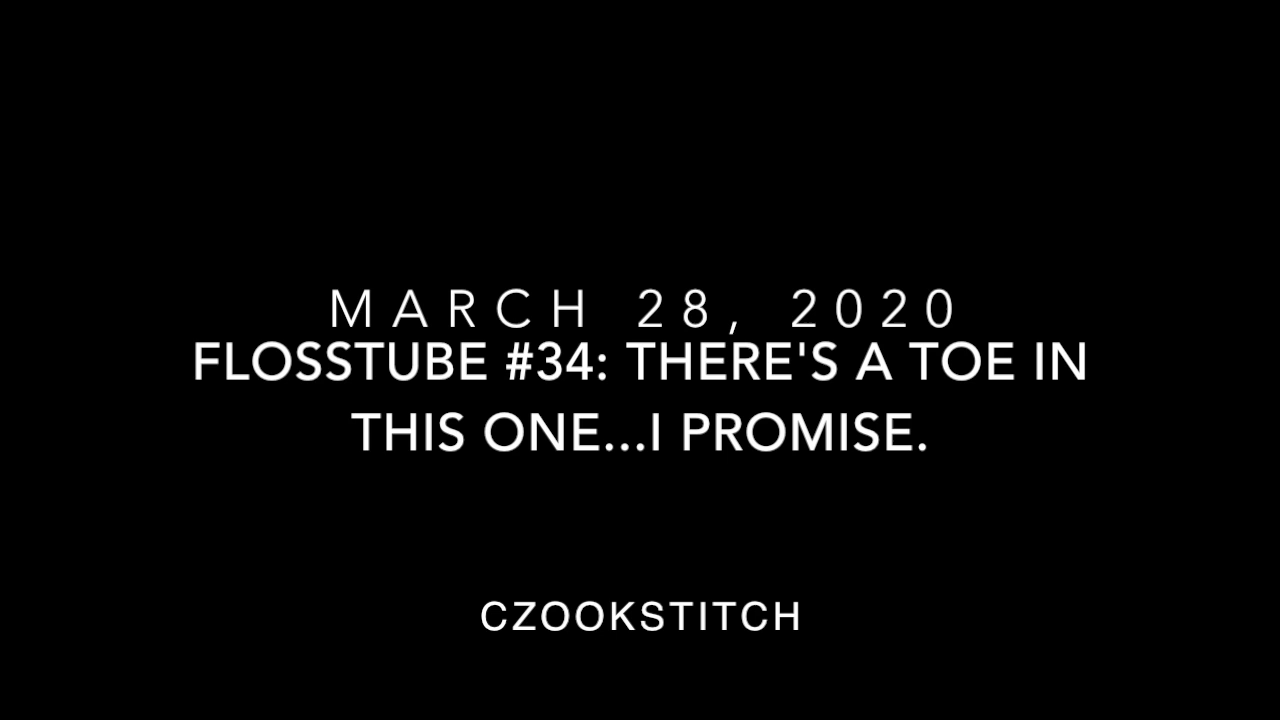 MARCH 28, 2020
FLOSSTUBE #34: THERE'S A TOE IN
THIS ONE...I PROMISE.
CZOOKSTITCH